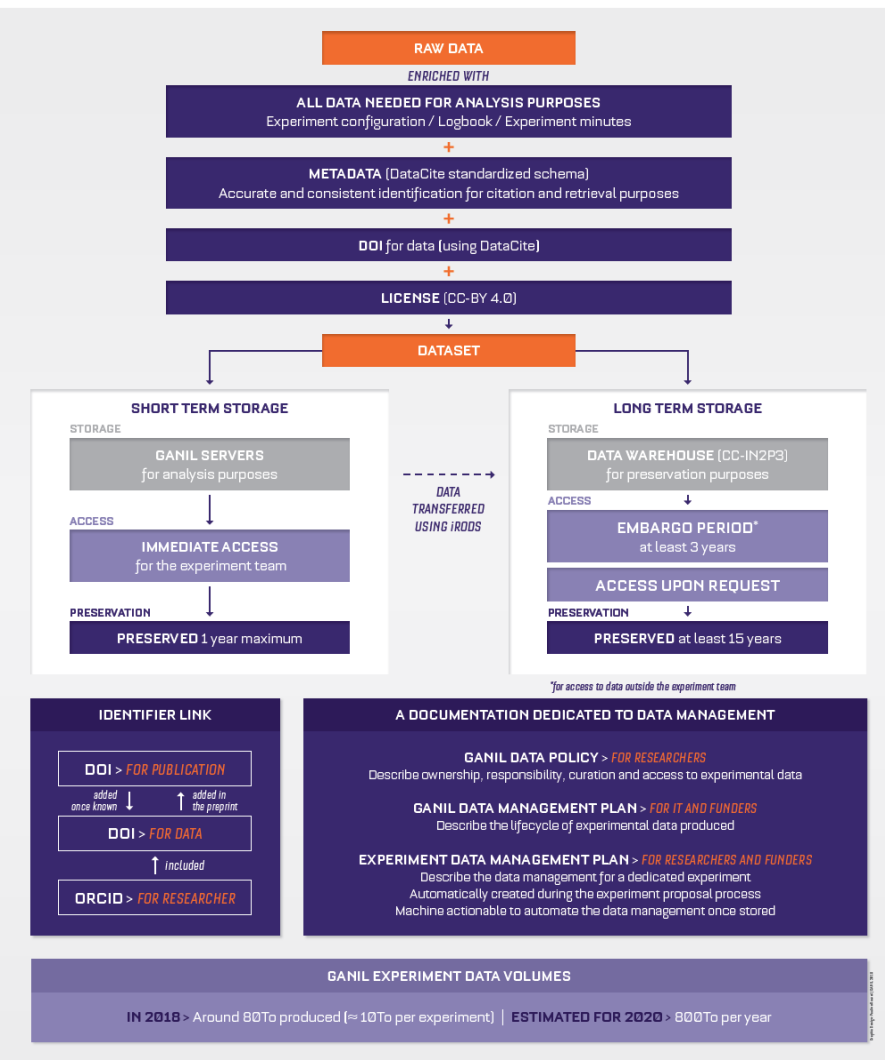 RAW DATA
ENRICHED WITH
ALL DATA NEEDED FOR ANALYSIS PURPOSES
Experiment configuration / Logbook / Experiment minutes
+
METADATA (DataCite standardized schema)
Accurate and consistent identification for citation and retrieval purposes
+
DOI for data (using DataCite)
+
LICENSE (CC-BY 4.0)
DATASET
SHORT TERM STORAGE
STORAGE
GANIL SERVERS
for analysis purposes
ACCESS
IMMEDIATE ACCESS
for the experiment team
PRESERVATION
PRESERVED 1 year maximum
DATA
TRANSFERRED
USING iRODS
LONG TERM STORAGE
STORAGE
DATA WAREHOUSE (CC-IN2P3)
for preservation purposes
ACCESS
EMBARGO PERIOD*
at least 3 years
ACCESS UPON REQUEST
PRESERVATION
PRESERVED at least 15 years
*for access to data outside the experiment team
IDENTIFIER LINK
DOI > FOR PUBLICATION
added
once known
added in
the preprint
DOI > FOR DATA
included
ORCID > FOR RESEARCHER
A DOCUMENTATION DEDICATED TO DATA MANAGEMENT
GANIL DATA POLICY > FOR RESEARCHERS
Describe ownership, responsibility, curation and access to experimental data
GANIL DATA MANAGEMENT PLAN > FOR IT AND FUNDERS
Describe the lifecycle of experimental data produced
EXPERIMENT DATA MANAGEMENT PLAN > FOR RESEARCHERS AND FUNDERS
Describe the data management for a dedicated experiment
Automatically created during the experiment proposal process
Machine actionable to automate the data management once stored
GANIL EXPERIMENT DATA VOLUMES
IN 2018 > Around 80To produced (≈10To per experiment) | ESTIMATED FOR 2020 > 800To per year